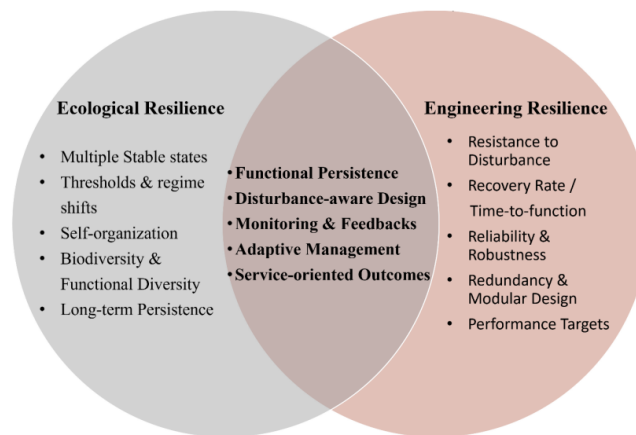 Ecological Resilience
• Multiple Stable states
• Thresholds & regime
shifts
• Self-organization
• Biodiversity &
Functional Diversity
• Long-term Persistence
• Functional Persistence
• Disturbance-aware Design
• Monitoring & Feedbacks
• Adaptive Management
• Service-oriented Outcomes
Engineering Resilience
• Resistance to
Disturbance
• Recovery Rate /
Time-to-function
• Reliability &
Robustness
• Redundancy &
Modular Design
• Performance Targets